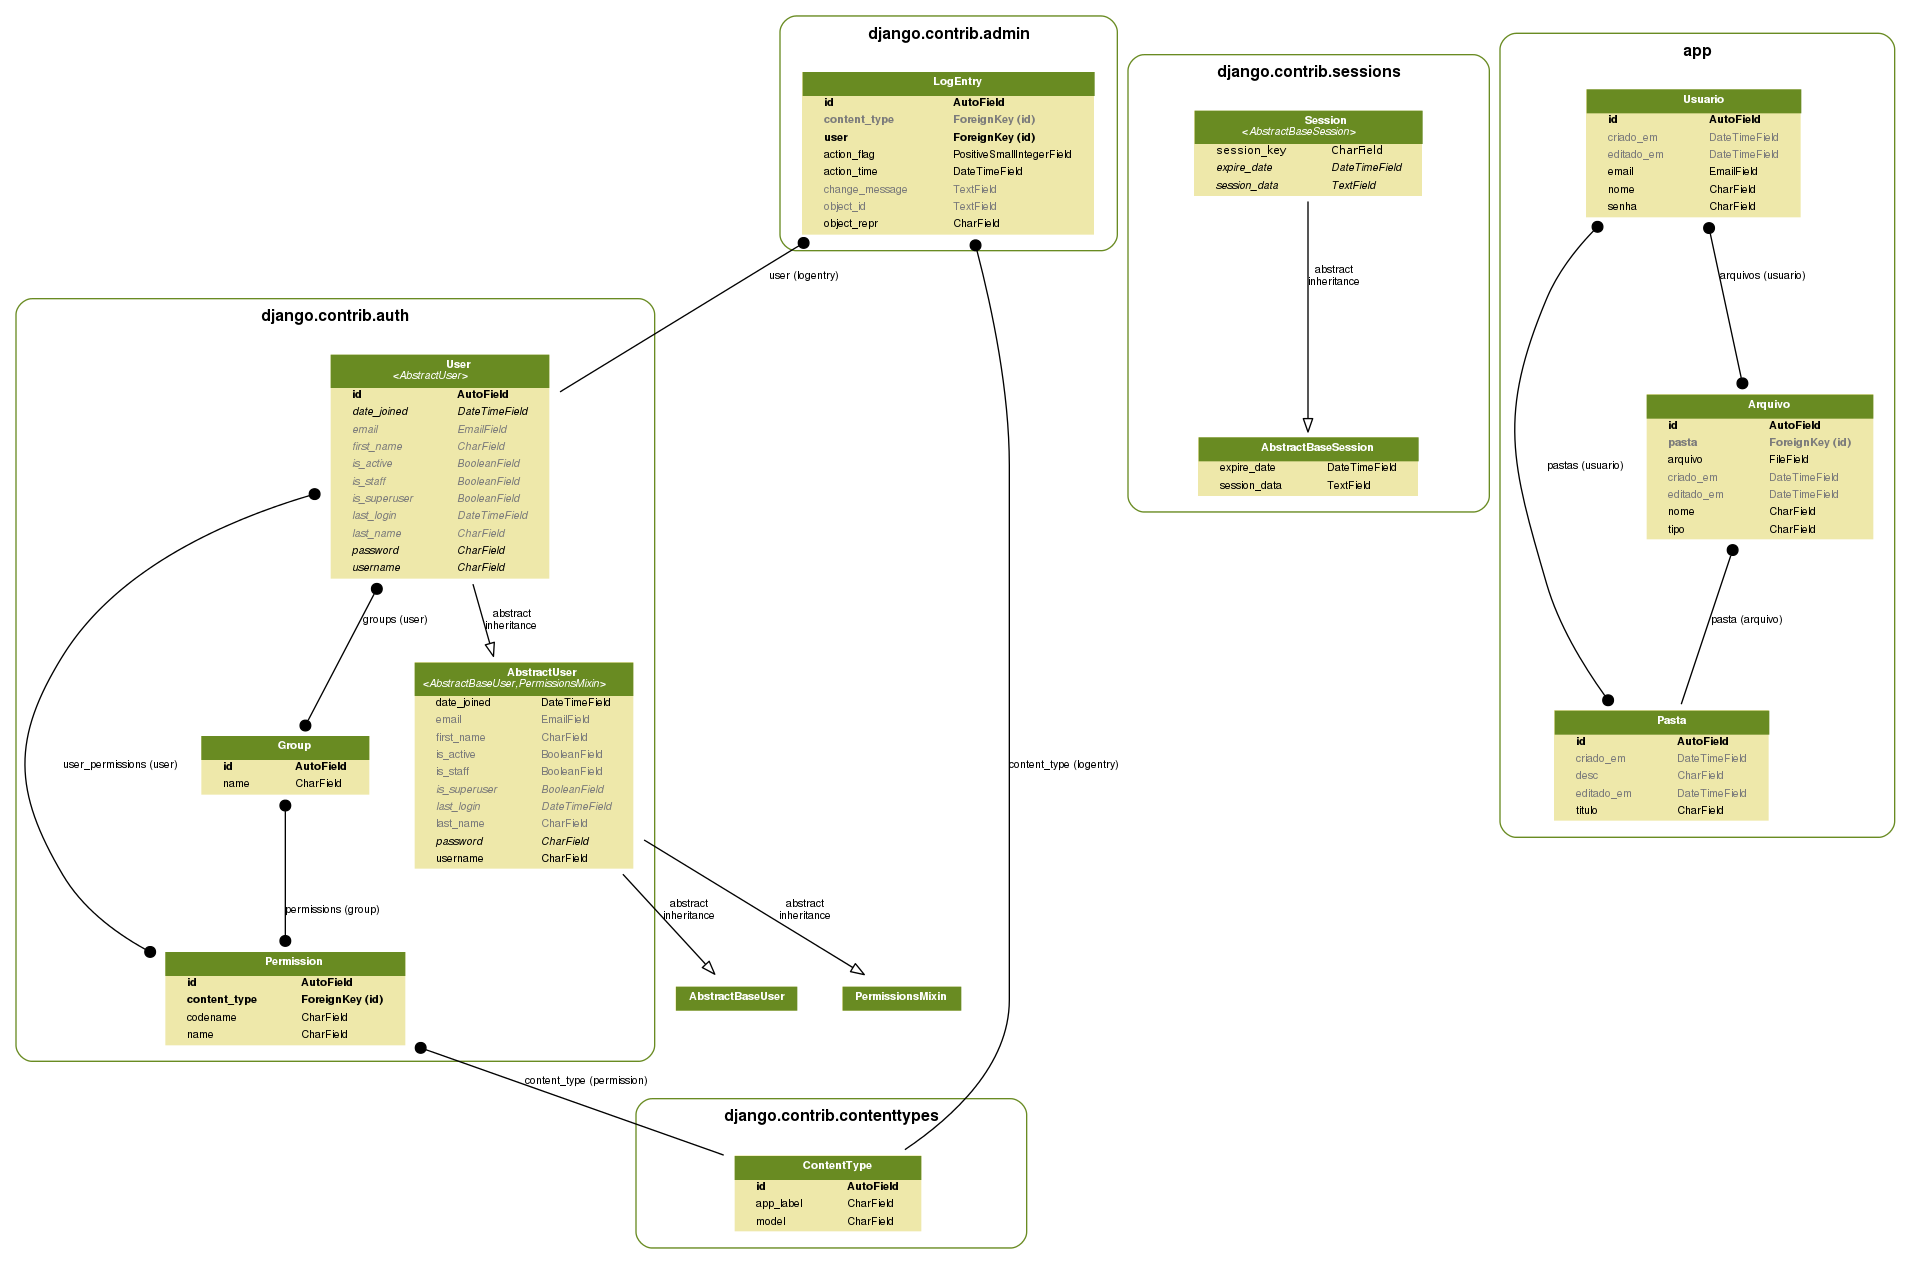 django.contrib.admin
LogEntry
id AutoField
content_type ForeignKey (id)
user ForeignKey (id)
action_flag PositiveSmallIntegerField
action_time DateTimeField
change_message TextField
object_id TextField
object_repr CharField
user (logentry)
content_type (logentry)
django.contrib.sessions
Session
<AbstractBaseSession>
session_key CharField
expire_date DateTimeField
session_data TextField
abstract
inheritance
AbstractBaseSession
expire_date DateTimeField
session_data TextField
app
Usuario
id AutoField
criado_em DateTimeField
editado_em DateTimeField
email EmailField
nome CharField
senha CharField
arquivos (usuario)
pastas (usuario)
Arquivo
id AutoField
pasta ForeignKey (id)
arquivo FileField
criado_em DateTimeField
editado_em DateTimeField
nome CharField
tipo CharField
pasta (arquivo)
Pasta
id AutoField
criado_em DateTimeField
desc CharField
editado_em DateTimeField
titulo CharField
django.contrib.auth
User
<AbstractUser>
id AutoField
date_joined DateTimeField
email EmailField
first_name CharField
is_active BooleanField
is_staff BooleanField
is_superuser BooleanField
last_login DateTimeField
last_name CharField
password CharField
username CharField
groups (user)
abstract
inheritance
user_permissions (user)
AbstractUser
<AbstractBaseUser,PermissionsMixin>
date_joined DateTimeField
email EmailField
first_name CharField
is_active BooleanField
is_staff BooleanField
is_superuser BooleanField
last_login DateTimeField
last_name CharField
password CharField
username CharField
Group
id AutoField
name CharField
permissions (group)
abstract
inheritance
abstract
inheritance
AbstractBaseUser
PermissionsMixin
Permission
id AutoField
content_type ForeignKey (id)
codename CharField
name CharField
content_type (permission)
django.contrib.contenttypes
ContentType
id AutoField
app_label CharField
model CharField